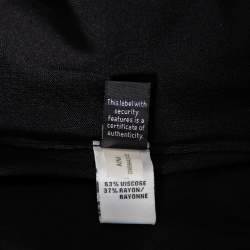 This label with
security
features is a
certificate of
authenticity.
63% VISCOSE
37% RAYON/
RAYONNE